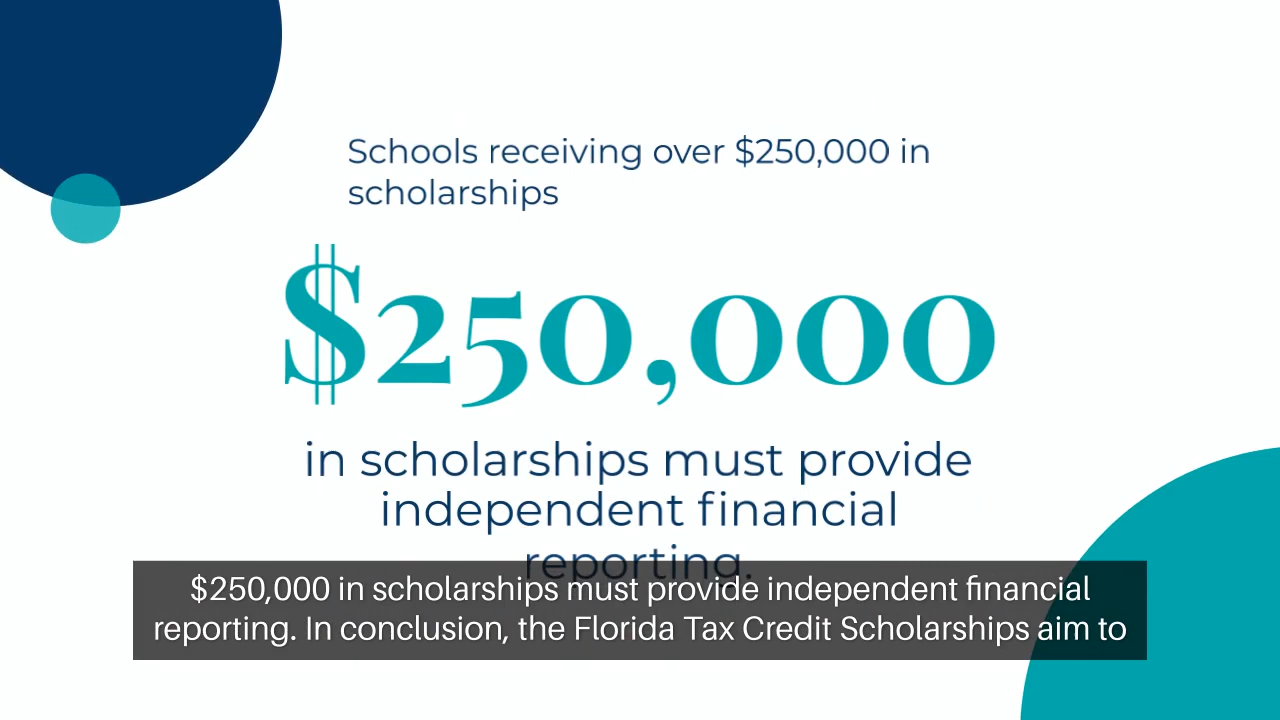 Schools receiving over $250,000 in
scholarships
$250,000
in scholarships must provide
independent financial
reporting.
$250,000 in scholarships must provide independent financial
reporting. In conclusion, the Florida Tax Credit Scholarships aim to